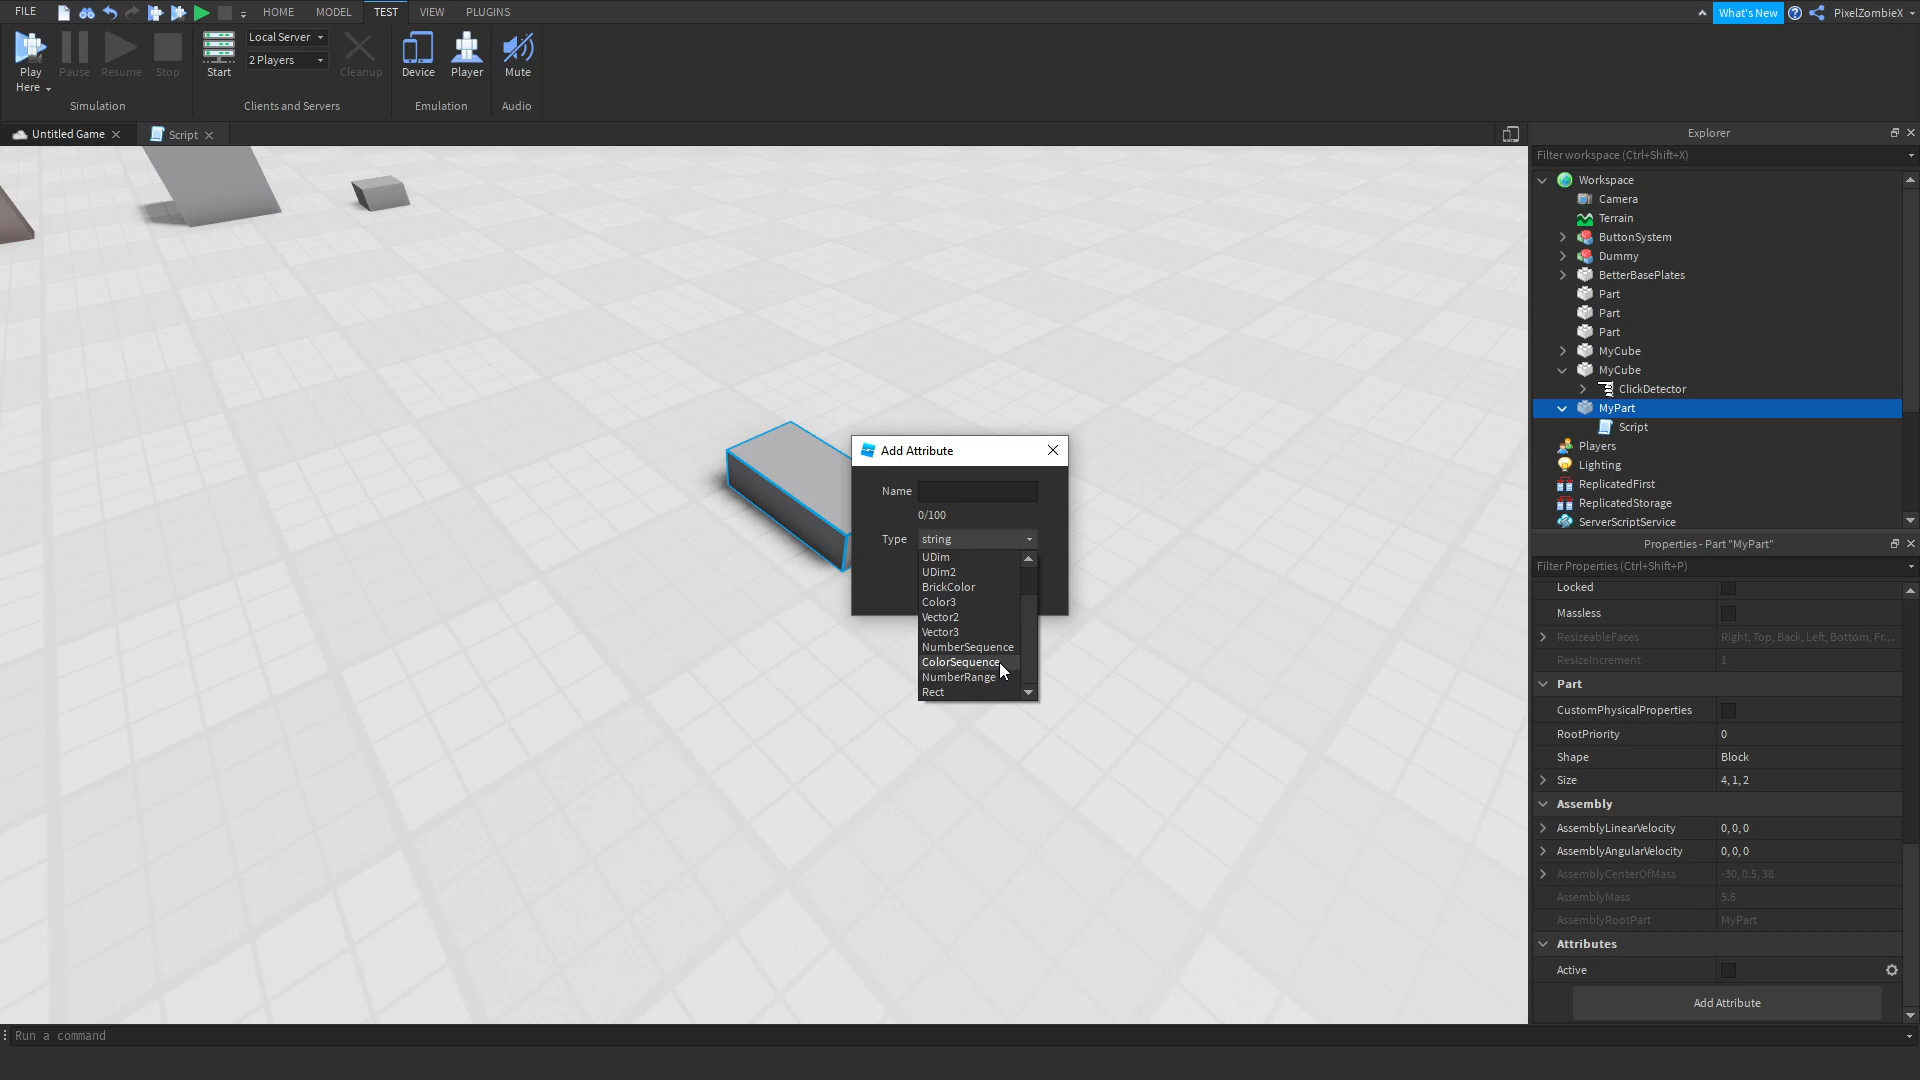 FILE
HOME
MODEL
TEST
VIEW
PLUGINS
What's New
PixelZombieX
Play
Here
Pause
Resume
Stop
Simulation
Start
Local Server
2 Players
Cleanup
Clients and Servers
Device
Player
Emulation
Mute
Audio
Untitled Game
Script
Explorer
Filter workspace (Ctrl+Shift+X)
Workspace
Camera
Terrain
ButtonSystem
Dummy
BetterBasePlates
Part
Part
Part
MyCube
MyCube
ClickDetector
MyPart
Script
Players
Lighting
ReplicatedFirst
ReplicatedStorage
ServerScriptService
Add Attribute
Name
0/100
Type string
UDim
UDim2
BrickColor
Color3
Vector2
Vector3
NumberSequence
ColorSequence
NumberRange
Rect
Properties - Part "MyPart"
Filter Properties (Ctrl+Shift+P)
Locked
Massless
ResizeableFaces Right, Top, Back, Left, Bottom, Fr...
ResizeIncrement 1
Part
CustomPhysicalProperties
RootPriority 0
Shape Block
Size 4, 1, 2
Assembly
AssemblyLinearVelocity 0, 0, 0
AssemblyAngularVelocity 0, 0, 0
AssemblyCenterOfMass -30, 0.5, 38
AssemblyMass 5.6
AssemblyRootPart MyPart
Attributes
Active
Add Attribute
Run a command